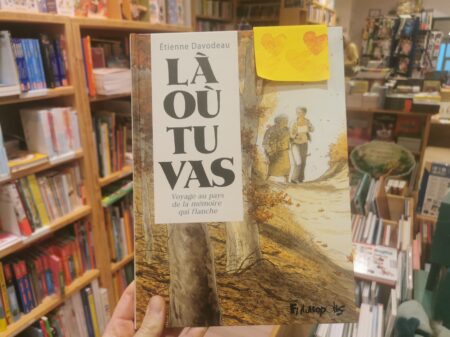 Étienne Davodeau
LÀ
OÙ
TU
VAS
Voyage au pays
de la mémoire
qui flanche
Futuropolis